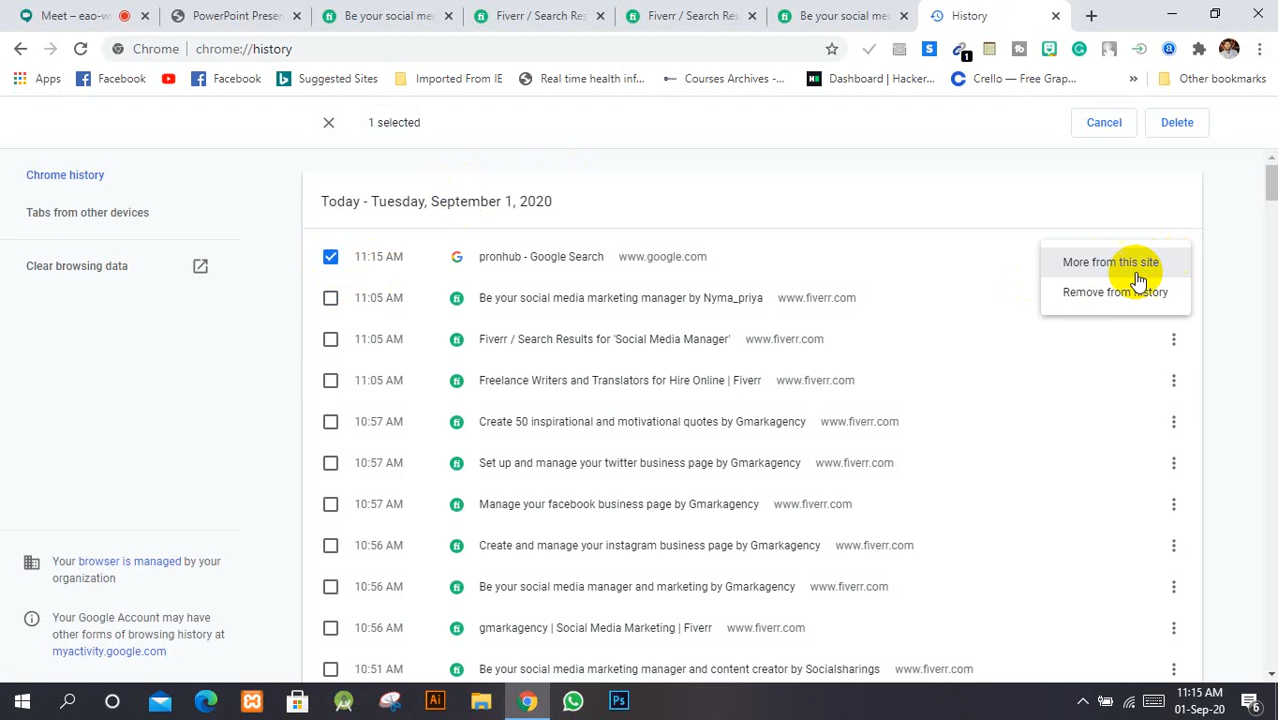 Meet – eao-w
PowerPoint Presen
Be your social me
Fiverr / Search Res
Fiverr / Search Res
Be your social me
History
Chrome
chrome://history
1
Apps
Facebook
Facebook
Suggested Sites
Imported From IE
Real time health inf...
Courses Archives -...
Dashboard | Hacker...
Crello — Free Grap...
»
Other bookmarks
1 selected
Cancel
Delete
Chrome history
Tabs from other devices
Clear browsing data
Your browser is managed by your
organization
Your Google Account may have
other forms of browsing history at
myactivity.google.com
Today - Tuesday, September 1, 2020
11:15 AM pronhub - Google Search www.google.com
More from this site
Remove from history
11:05 AM Be your social media marketing manager by Nyma_priya www.fiverr.com
11:05 AM Fiverr / Search Results for 'Social Media Manager' www.fiverr.com
11:05 AM Freelance Writers and Translators for Hire Online | Fiverr www.fiverr.com
10:57 AM Create 50 inspirational and motivational quotes by Gmarkagency www.fiverr.com
10:57 AM Set up and manage your twitter business page by Gmarkagency www.fiverr.com
10:57 AM Manage your facebook business page by Gmarkagency www.fiverr.com
10:56 AM Create and manage your instagram business page by Gmarkagency www.fiverr.com
10:56 AM Be your social media manager and marketing by Gmarkagency www.fiverr.com
10:56 AM gmarkagency | Social Media Marketing | Fiverr www.fiverr.com
10:51 AM Be your social media marketing manager and content creator by Socialsharings www.fiverr.com
Ai
Ps
11:15 AM
01-Sep-20
6